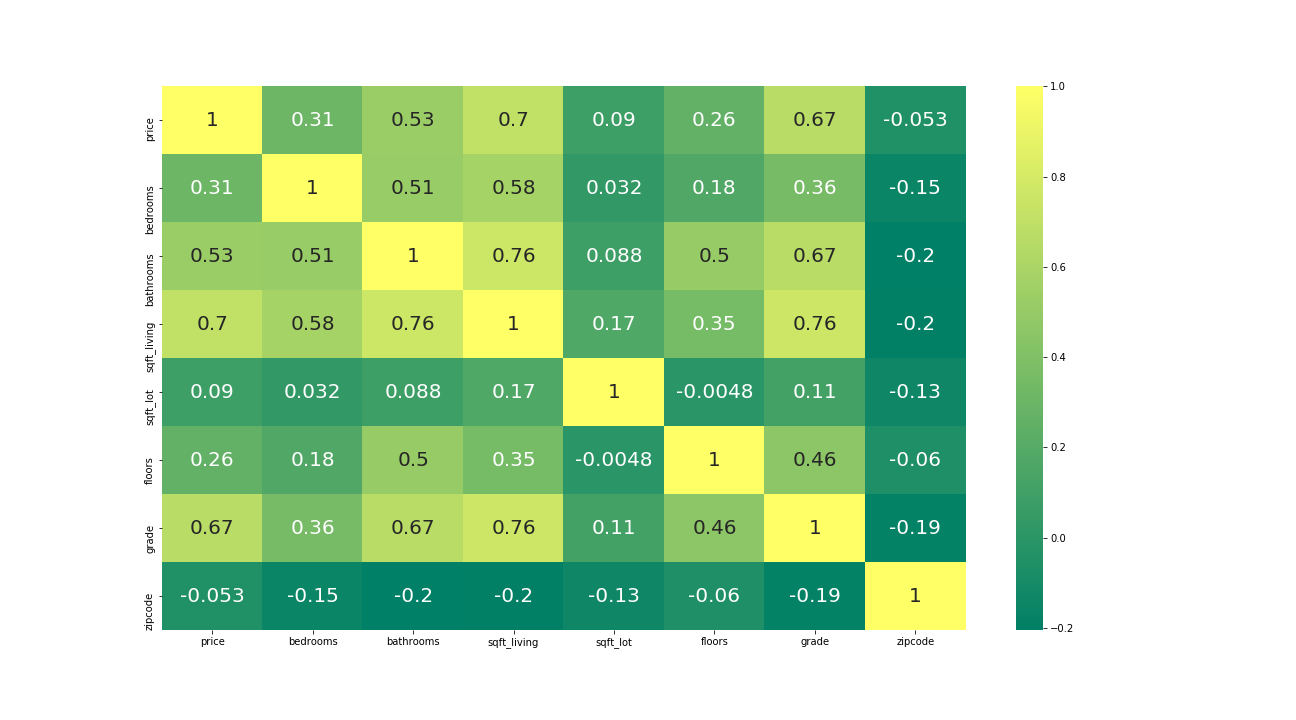 price 1 0.31 0.53 0.7 0.09 0.26 0.67 -0.053
bedrooms 0.31 1 0.51 0.58 0.032 0.18 0.36 -0.15
bathrooms 0.53 0.51 1 0.76 0.088 0.5 0.67 -0.2
sqft_living 0.7 0.58 0.76 1 0.17 0.35 0.76 -0.2
sqft_lot 0.09 0.032 0.088 0.17 1 -0.0048 0.11 -0.13
floors 0.26 0.18 0.5 0.35 -0.0048 1 0.46 -0.06
grade 0.67 0.36 0.67 0.76 0.11 0.46 1 -0.19
zipcode -0.053 -0.15 -0.2 -0.2 -0.13 -0.06 -0.19 1
price bedrooms bathrooms sqft_living sqft_lot floors grade zipcode
1.0
0.8
0.6
0.4
0.2
0.0
−0.2